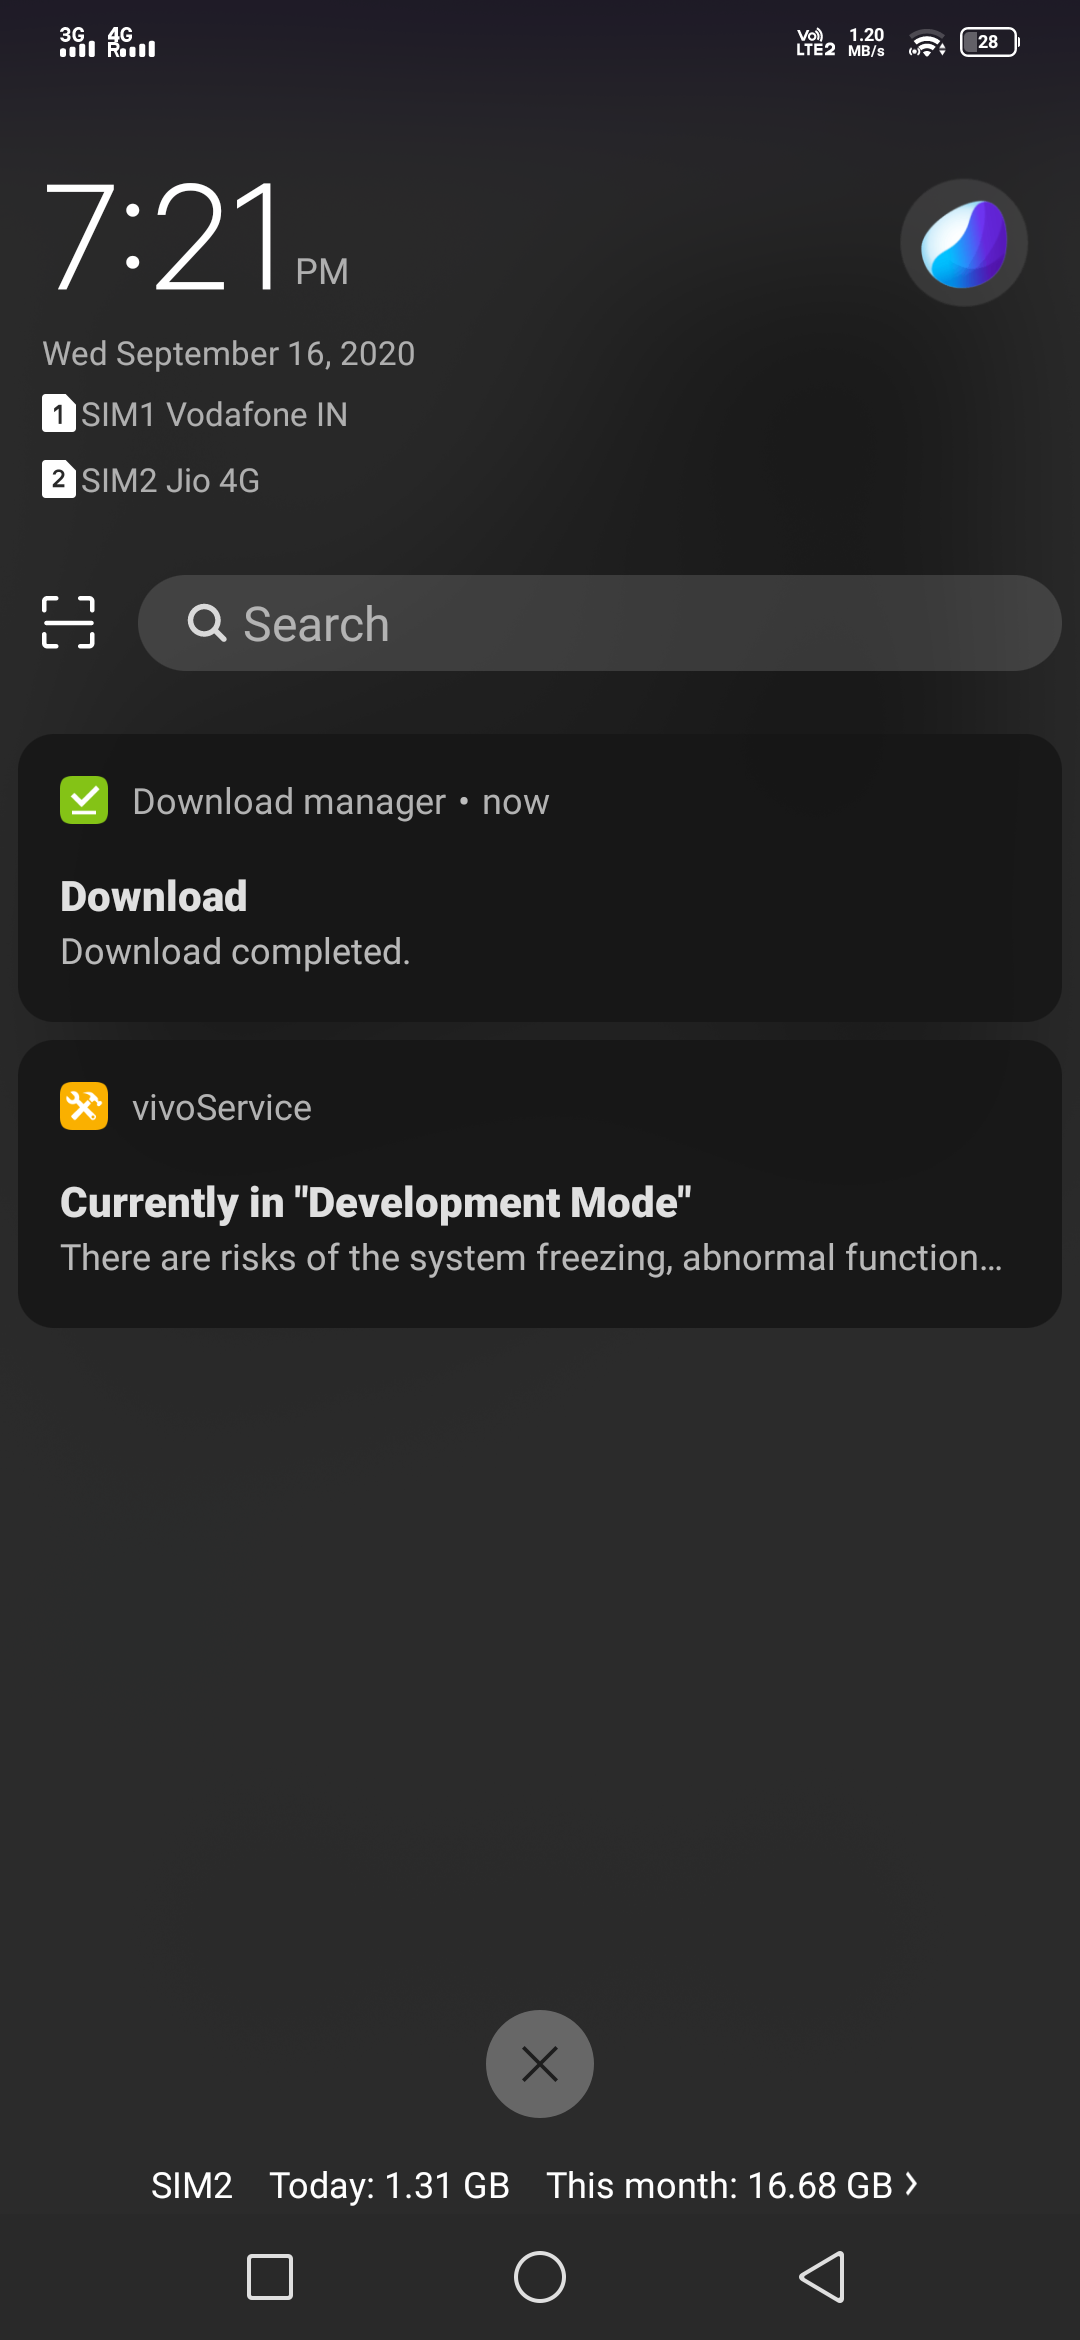 3G 4G R VoI) LTE2 1.20 MB/s 28
7:21 PM
Wed September 16, 2020
1 SIM1 Vodafone IN
2 SIM2 Jio 4G
Search
Download manager • now
Download
Download completed.
vivoService
Currently in "Development Mode"
There are risks of the system freezing, abnormal function...
SIM2 Today: 1.31 GB This month: 16.68 GB